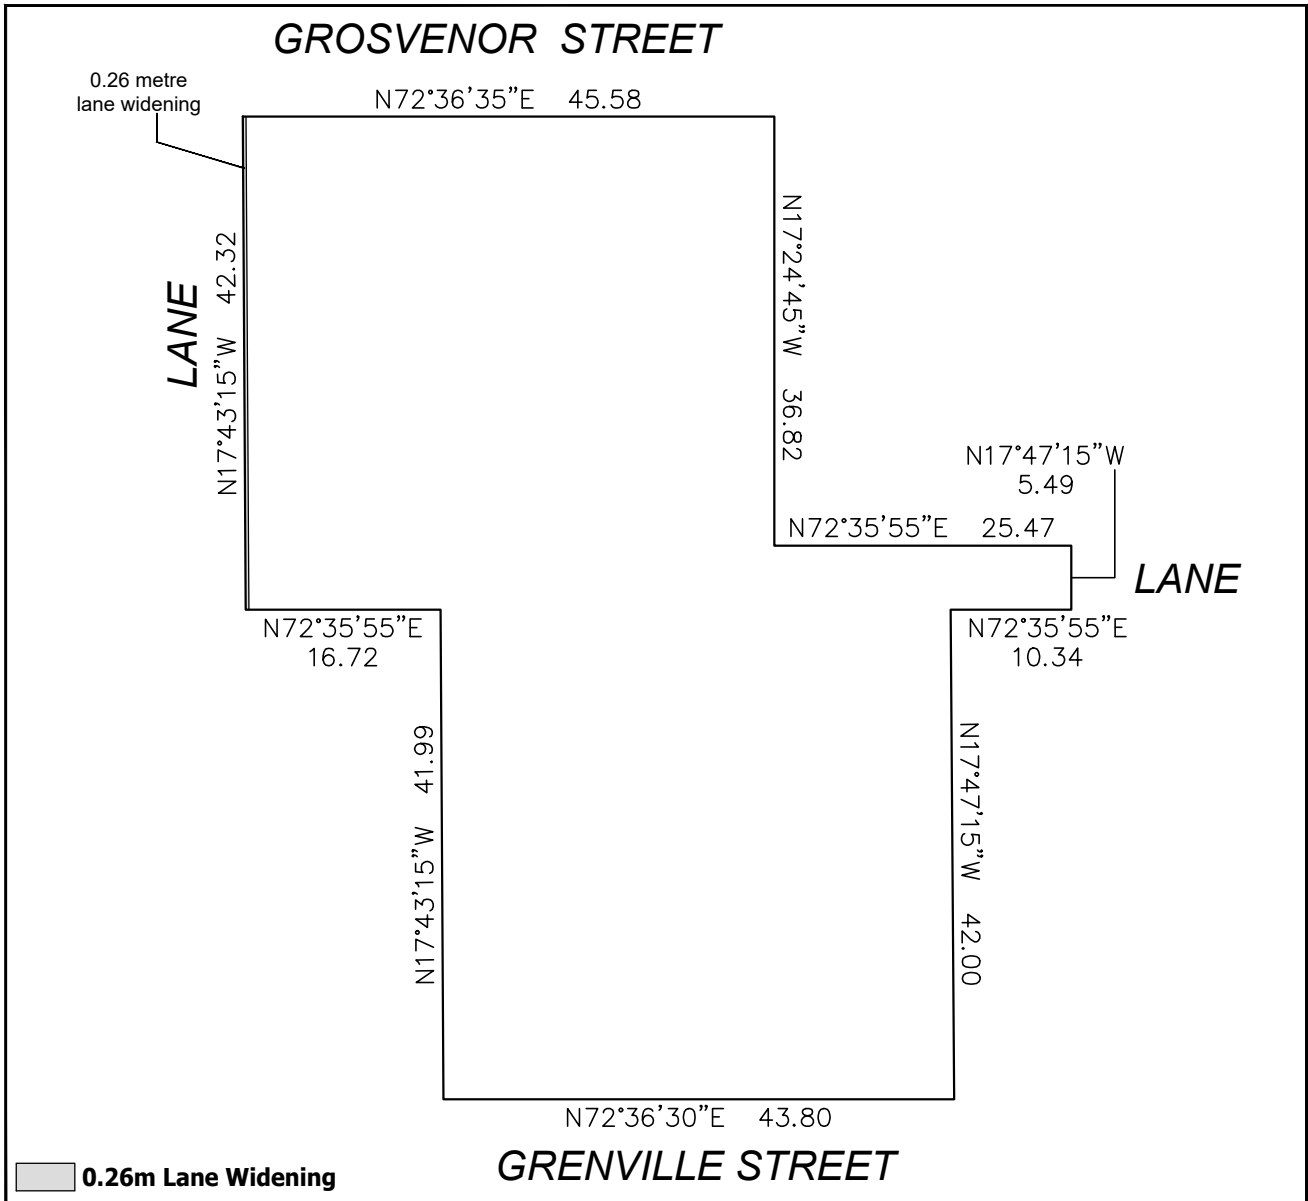 GROSVENOR STREET
0.26 metre
lane widening
N72°36'35"E 45.58
N17°24'45"W 36.82
LANE
N17°43'15"W 42.32
N17°47'15"W
5.49
N72°35'55"E 25.47
LANE
N72°35'55"E
16.72
N72°35'55"E
10.34
N17°43'15"W 41.99
N17°47'15"W 42.00
N72°36'30"E 43.80
GRENVILLE STREET
0.26m Lane Widening